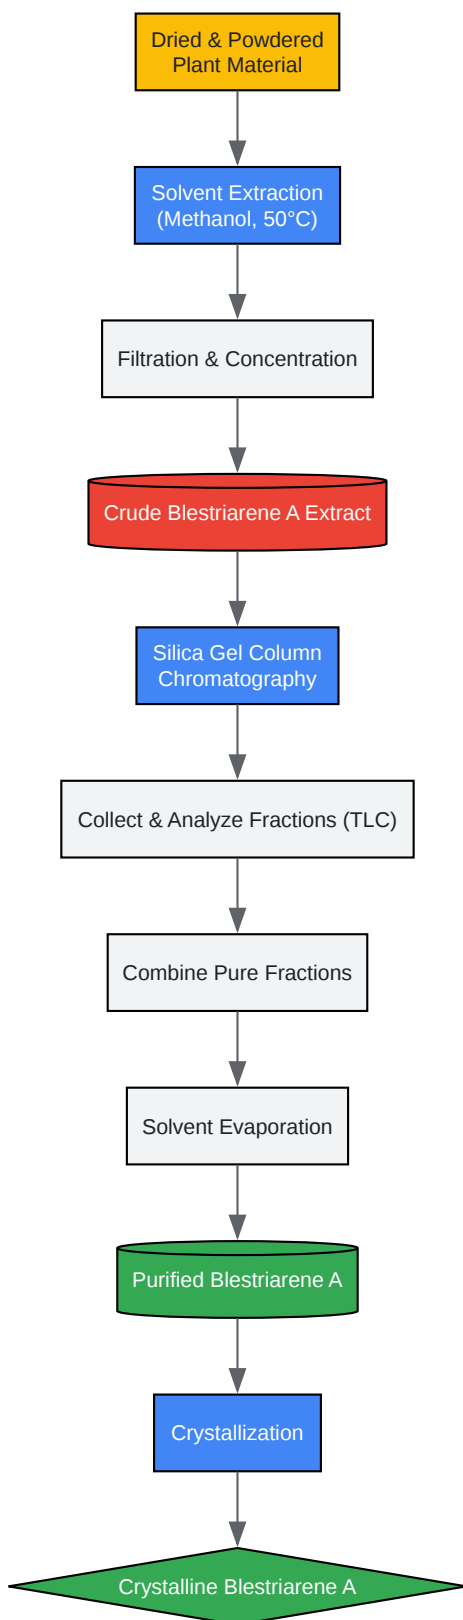 Dried & Powdered
Plant Material
Solvent Extraction
(Methanol, 50°C)
Filtration & Concentration
Crude Blestriarene A Extract
Silica Gel Column
Chromatography
Collect & Analyze Fractions (TLC)
Combine Pure Fractions
Solvent Evaporation
Purified Blestriarene A
Crystallization
Crystalline Blestriarene A